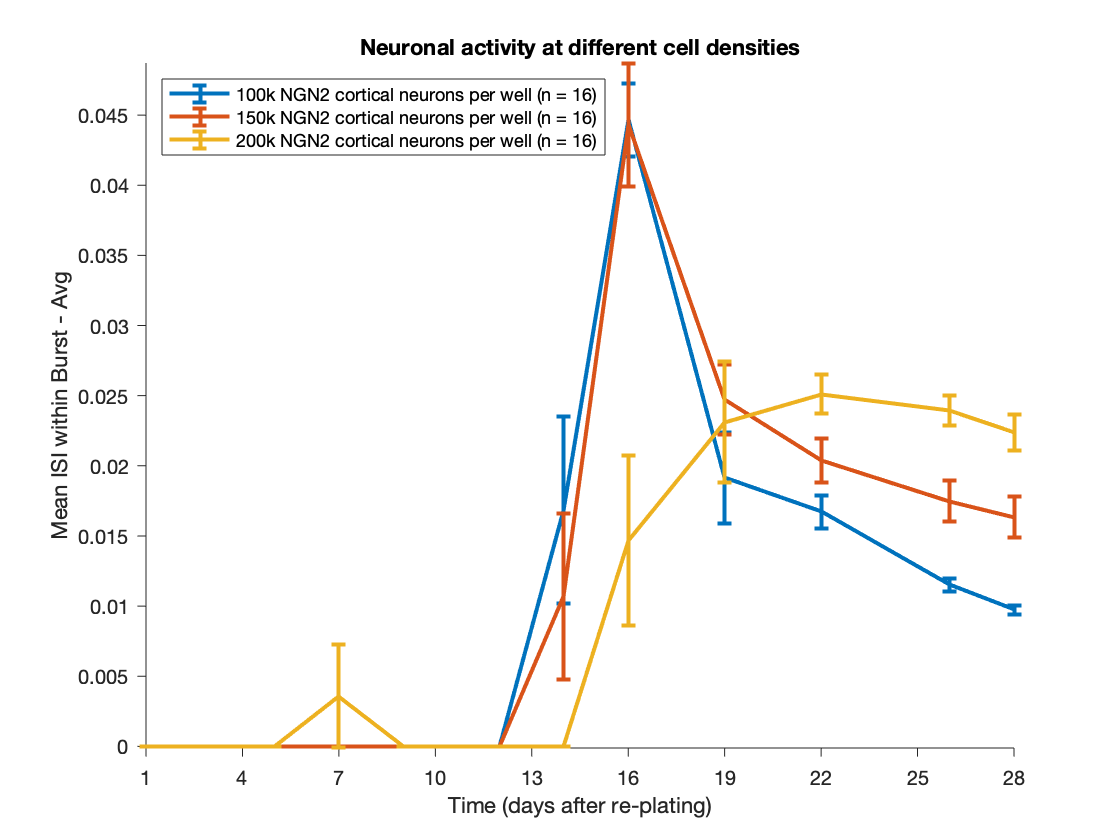 Neuronal activity at different cell densities
100k NGN2 cortical neurons per well (n = 16)
150k NGN2 cortical neurons per well (n = 16)
200k NGN2 cortical neurons per well (n = 16)
Mean ISI within Burst - Avg
0.045
0.04
0.035
0.03
0.025
0.02
0.015
0.01
0.005
0
1 4 7 10 13 16 19 22 25 28
Time (days after re-plating)